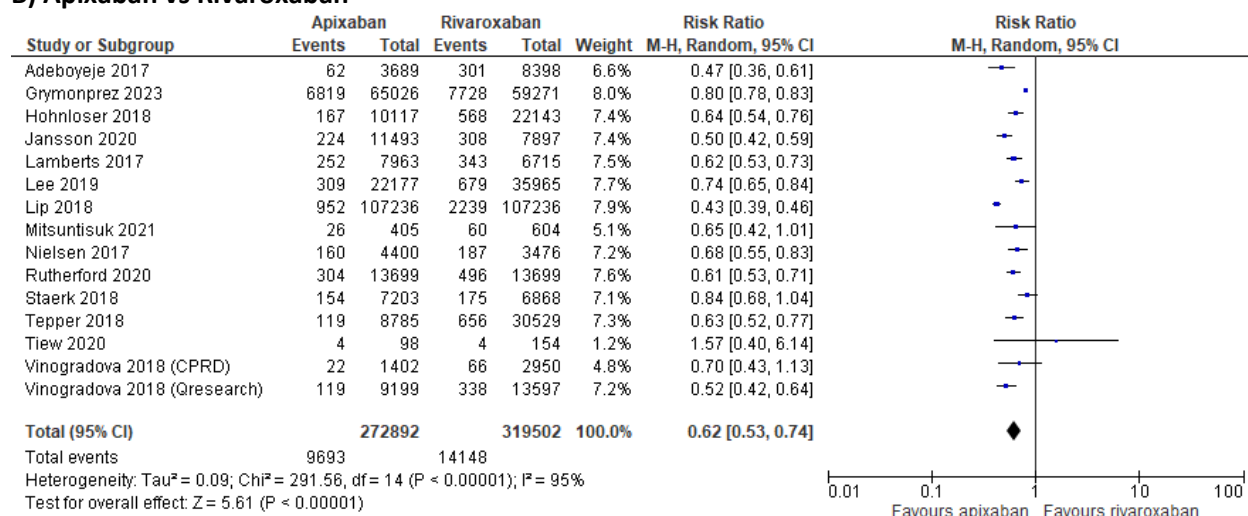 B) Apixaban vs Rivaroxaban
Apixaban Rivaroxaban Risk Ratio Risk Ratio
Study or Subgroup Events Total Events Total Weight M-H, Random, 95% CI M-H, Random, 95% CI
Adeboyeje 2017 62 3689 301 8398 6.6% 0.47 [0.36, 0.61]
Grymonprez 2023 6819 65026 7728 59271 8.0% 0.80 [0.78, 0.83]
Hohnloser 2018 167 10117 568 22143 7.4% 0.64 [0.54, 0.76]
Jansson 2020 224 11493 308 7897 7.4% 0.50 [0.42, 0.59]
Lamberts 2017 252 7963 343 6715 7.5% 0.62 [0.53, 0.73]
Lee 2019 309 22177 679 35965 7.7% 0.74 [0.65, 0.84]
Lip 2018 952 107236 2239 107236 7.9% 0.43 [0.39, 0.46]
Mitsuntisuk 2021 26 405 60 604 5.1% 0.65 [0.42, 1.01]
Nielsen 2017 160 4400 187 3476 7.2% 0.68 [0.55, 0.83]
Rutherford 2020 304 13699 496 13699 7.6% 0.61 [0.53, 0.71]
Staerk 2018 154 7203 175 6868 7.1% 0.84 [0.68, 1.04]
Tepper 2018 119 8785 656 30529 7.3% 0.63 [0.52, 0.77]
Tiew 2020 4 98 4 154 1.2% 1.57 [0.40, 6.14]
Vinogradova 2018 (CPRD) 22 1402 66 2950 4.8% 0.70 [0.43, 1.13]
Vinogradova 2018 (Qresearch) 119 9199 338 13597 7.2% 0.52 [0.42, 0.64]
Total (95% CI) 272892 319502 100.0% 0.62 [0.53, 0.74]
Total events 9693 14148
Heterogeneity: Tau² = 0.09; Chi² = 291.56, df = 14 (P < 0.00001); I² = 95%
Test for overall effect: Z = 5.61 (P < 0.00001)
0.01 0.1 1 10 100
Favours apixaban Favours rivaroxaban